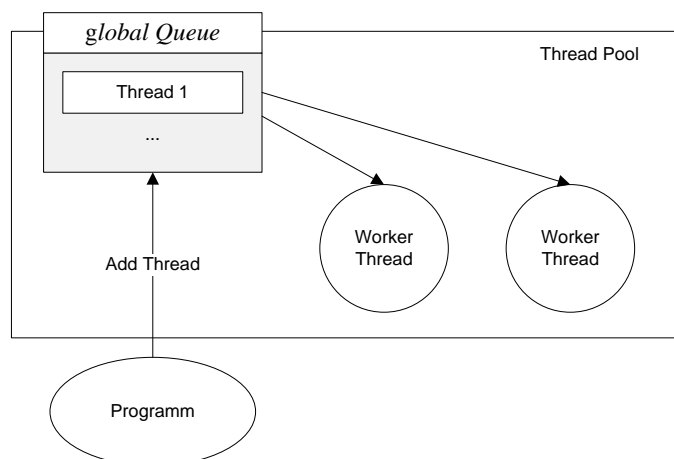 global Queue
Thread Pool
Thread 1
...
Worker
Thread
Worker
Thread
Add Thread
Programm